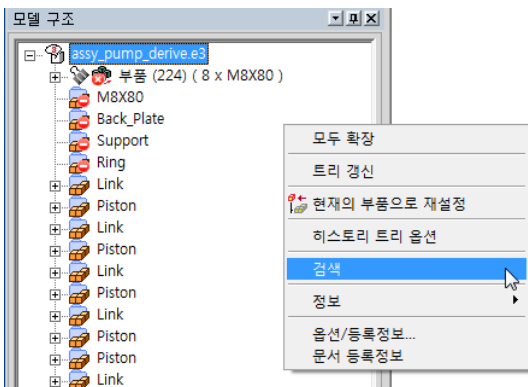 모델 구조
assy_pump_derive.e3
부품 (224) ( 8 x M8X80 )
M8X80
Back_Plate
Support
Ring
Link
Piston
Link
Piston
Link
Piston
Link
Piston
Piston
Link
모두 확장
트리 갱신
현재의 부품으로 재설정
히스토리 트리 옵션
검색
정보
옵션/등록정보...
문서 등록정보